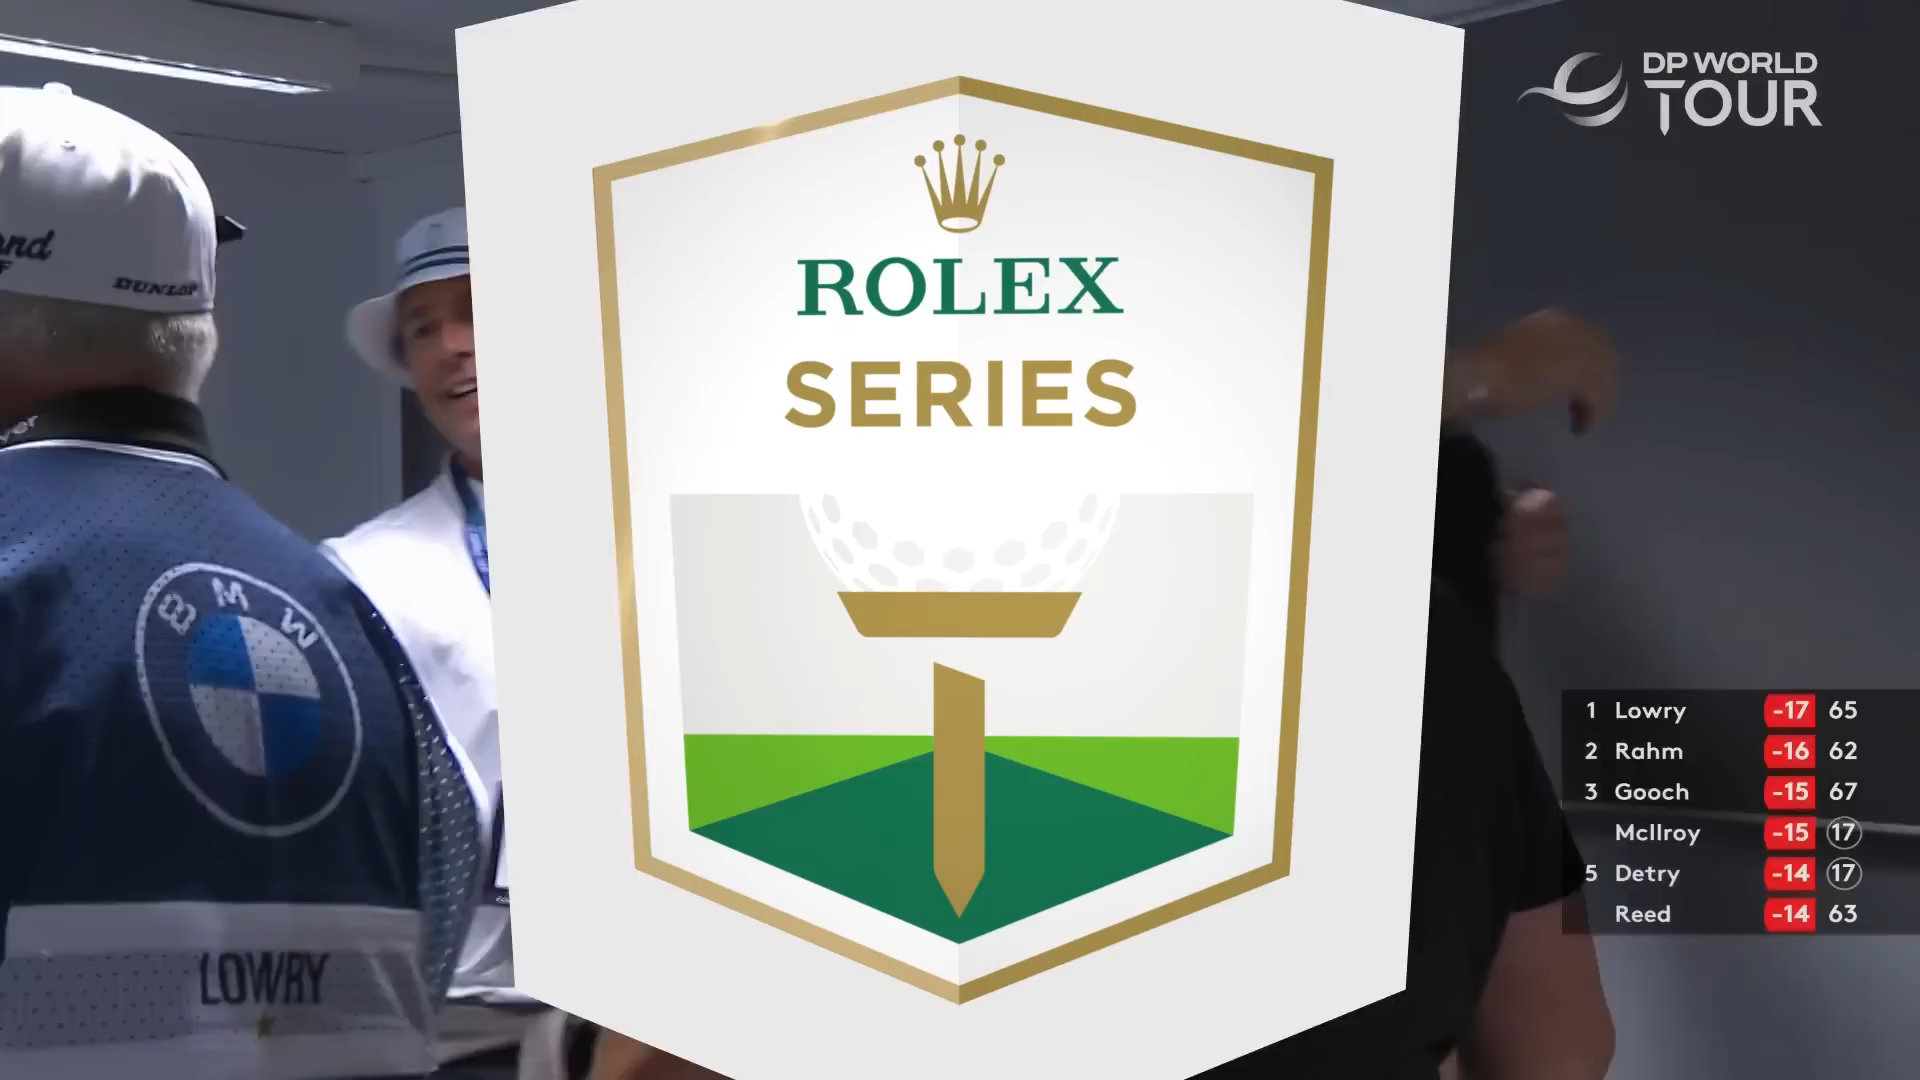 DP WORLD
TOUR
ROLEX
SERIES
DUNLOP
BMW
LOWRY
1 Lowry -17 65
2 Rahm -16 62
3 Gooch -15 67
McIlroy -15 17
5 Detry -14 17
Reed -14 63